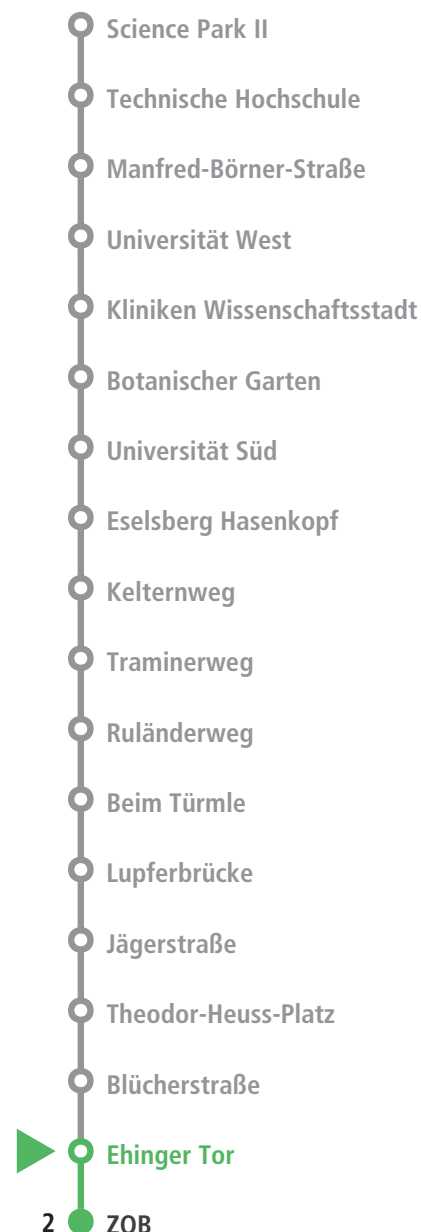 Science Park II
Technische Hochschule
Manfred-Börner-Straße
Universität West
Kliniken Wissenschaftsstadt
Botanischer Garten
Universität Süd
Eselsberg Hasenkopf
Kelternweg
Traminerweg
Ruländerweg
Beim Türmle
Lupferbrücke
Jägerstraße
Theodor-Heuss-Platz
Blücherstraße
Ehinger Tor
2 ZOB